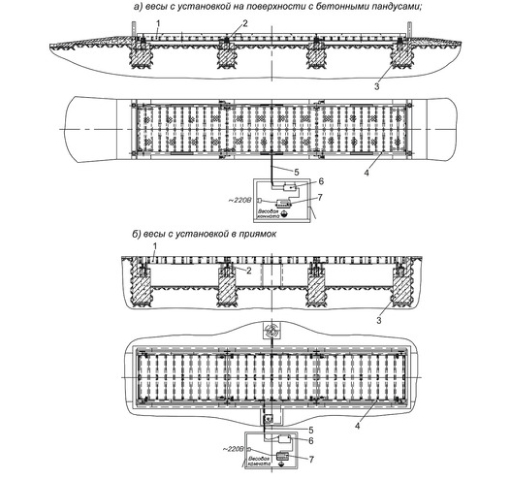 а) весы с установкой на поверхности с бетонными пандусами;
1
2
3
4
5
6
7
~220В
Весовая
комната
б) весы с установкой в приямок
1
2
3
4
5
6
7
~220В
Весовая
комната